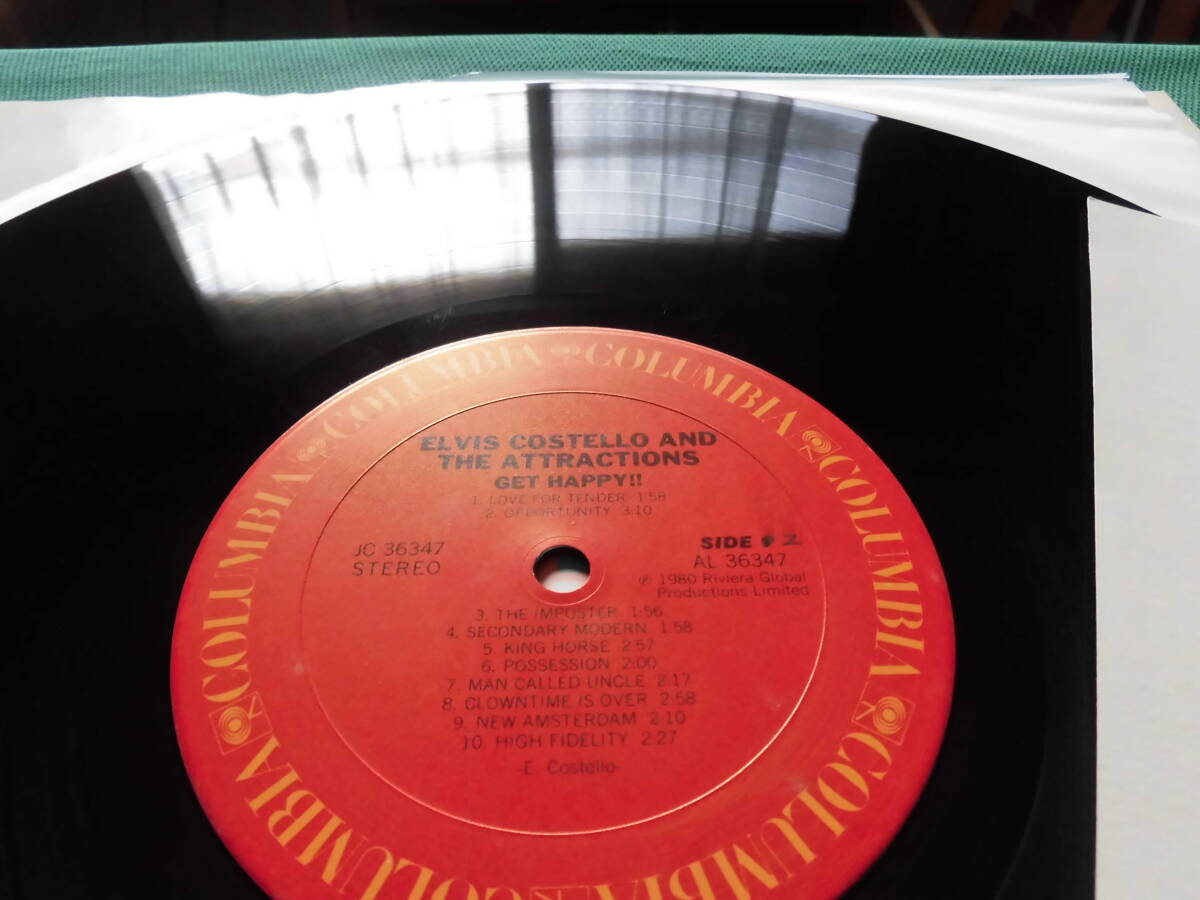 COLUMBIA COLUMBIA COLUMBIA COLUMBIA COLUMBIA COLUMBIA COLUMBIA COLUMBIA
ELVIS COSTELLO AND
THE ATTRACTIONS
GET HAPPY!!
1. LOVE FOR TENDER 1:58
2. OPPORTUNITY 3:10
JC 36347
STEREO
SIDE 2
AL 36347
℗ 1980 Riviera Global
Productions Limited
3. THE IMPOSTER 1:56
4. SECONDARY MODERN 1:58
5. KING HORSE 2:57
6. POSSESSION 2:00
7. MAN CALLED UNCLE 2:17
8. CLOWNTIME IS OVER 2:58
9. NEW AMSTERDAM 2:10
10. HIGH FIDELITY 2:27
-E. Costello-